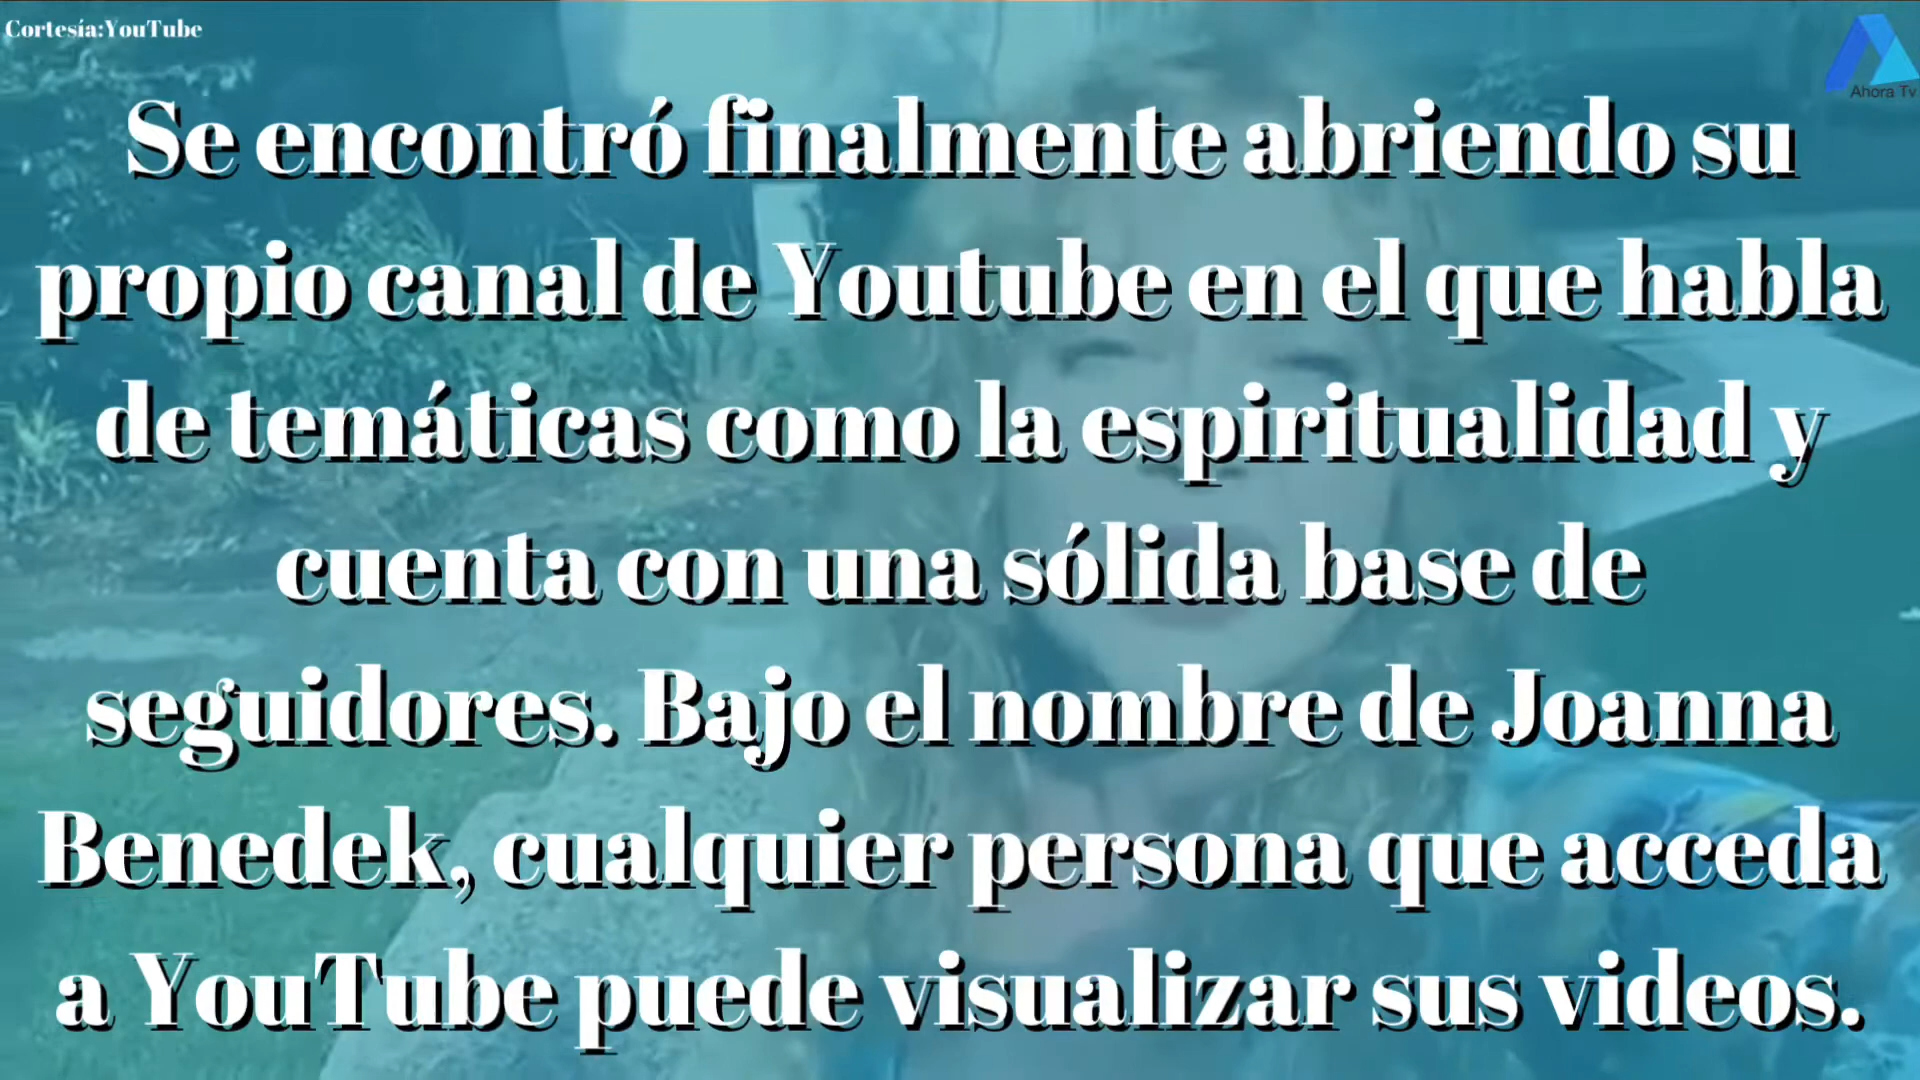 Cortesía:YouTube
Ahora Tv
Se encontró finalmente abriendo su
propio canal de Youtube en el que habla
de temáticas como la espiritualidad y
cuenta con una sólida base de
seguidores. Bajo el nombre de Joanna
Benedek, cualquier persona que acceda
a YouTube puede visualizar sus videos.